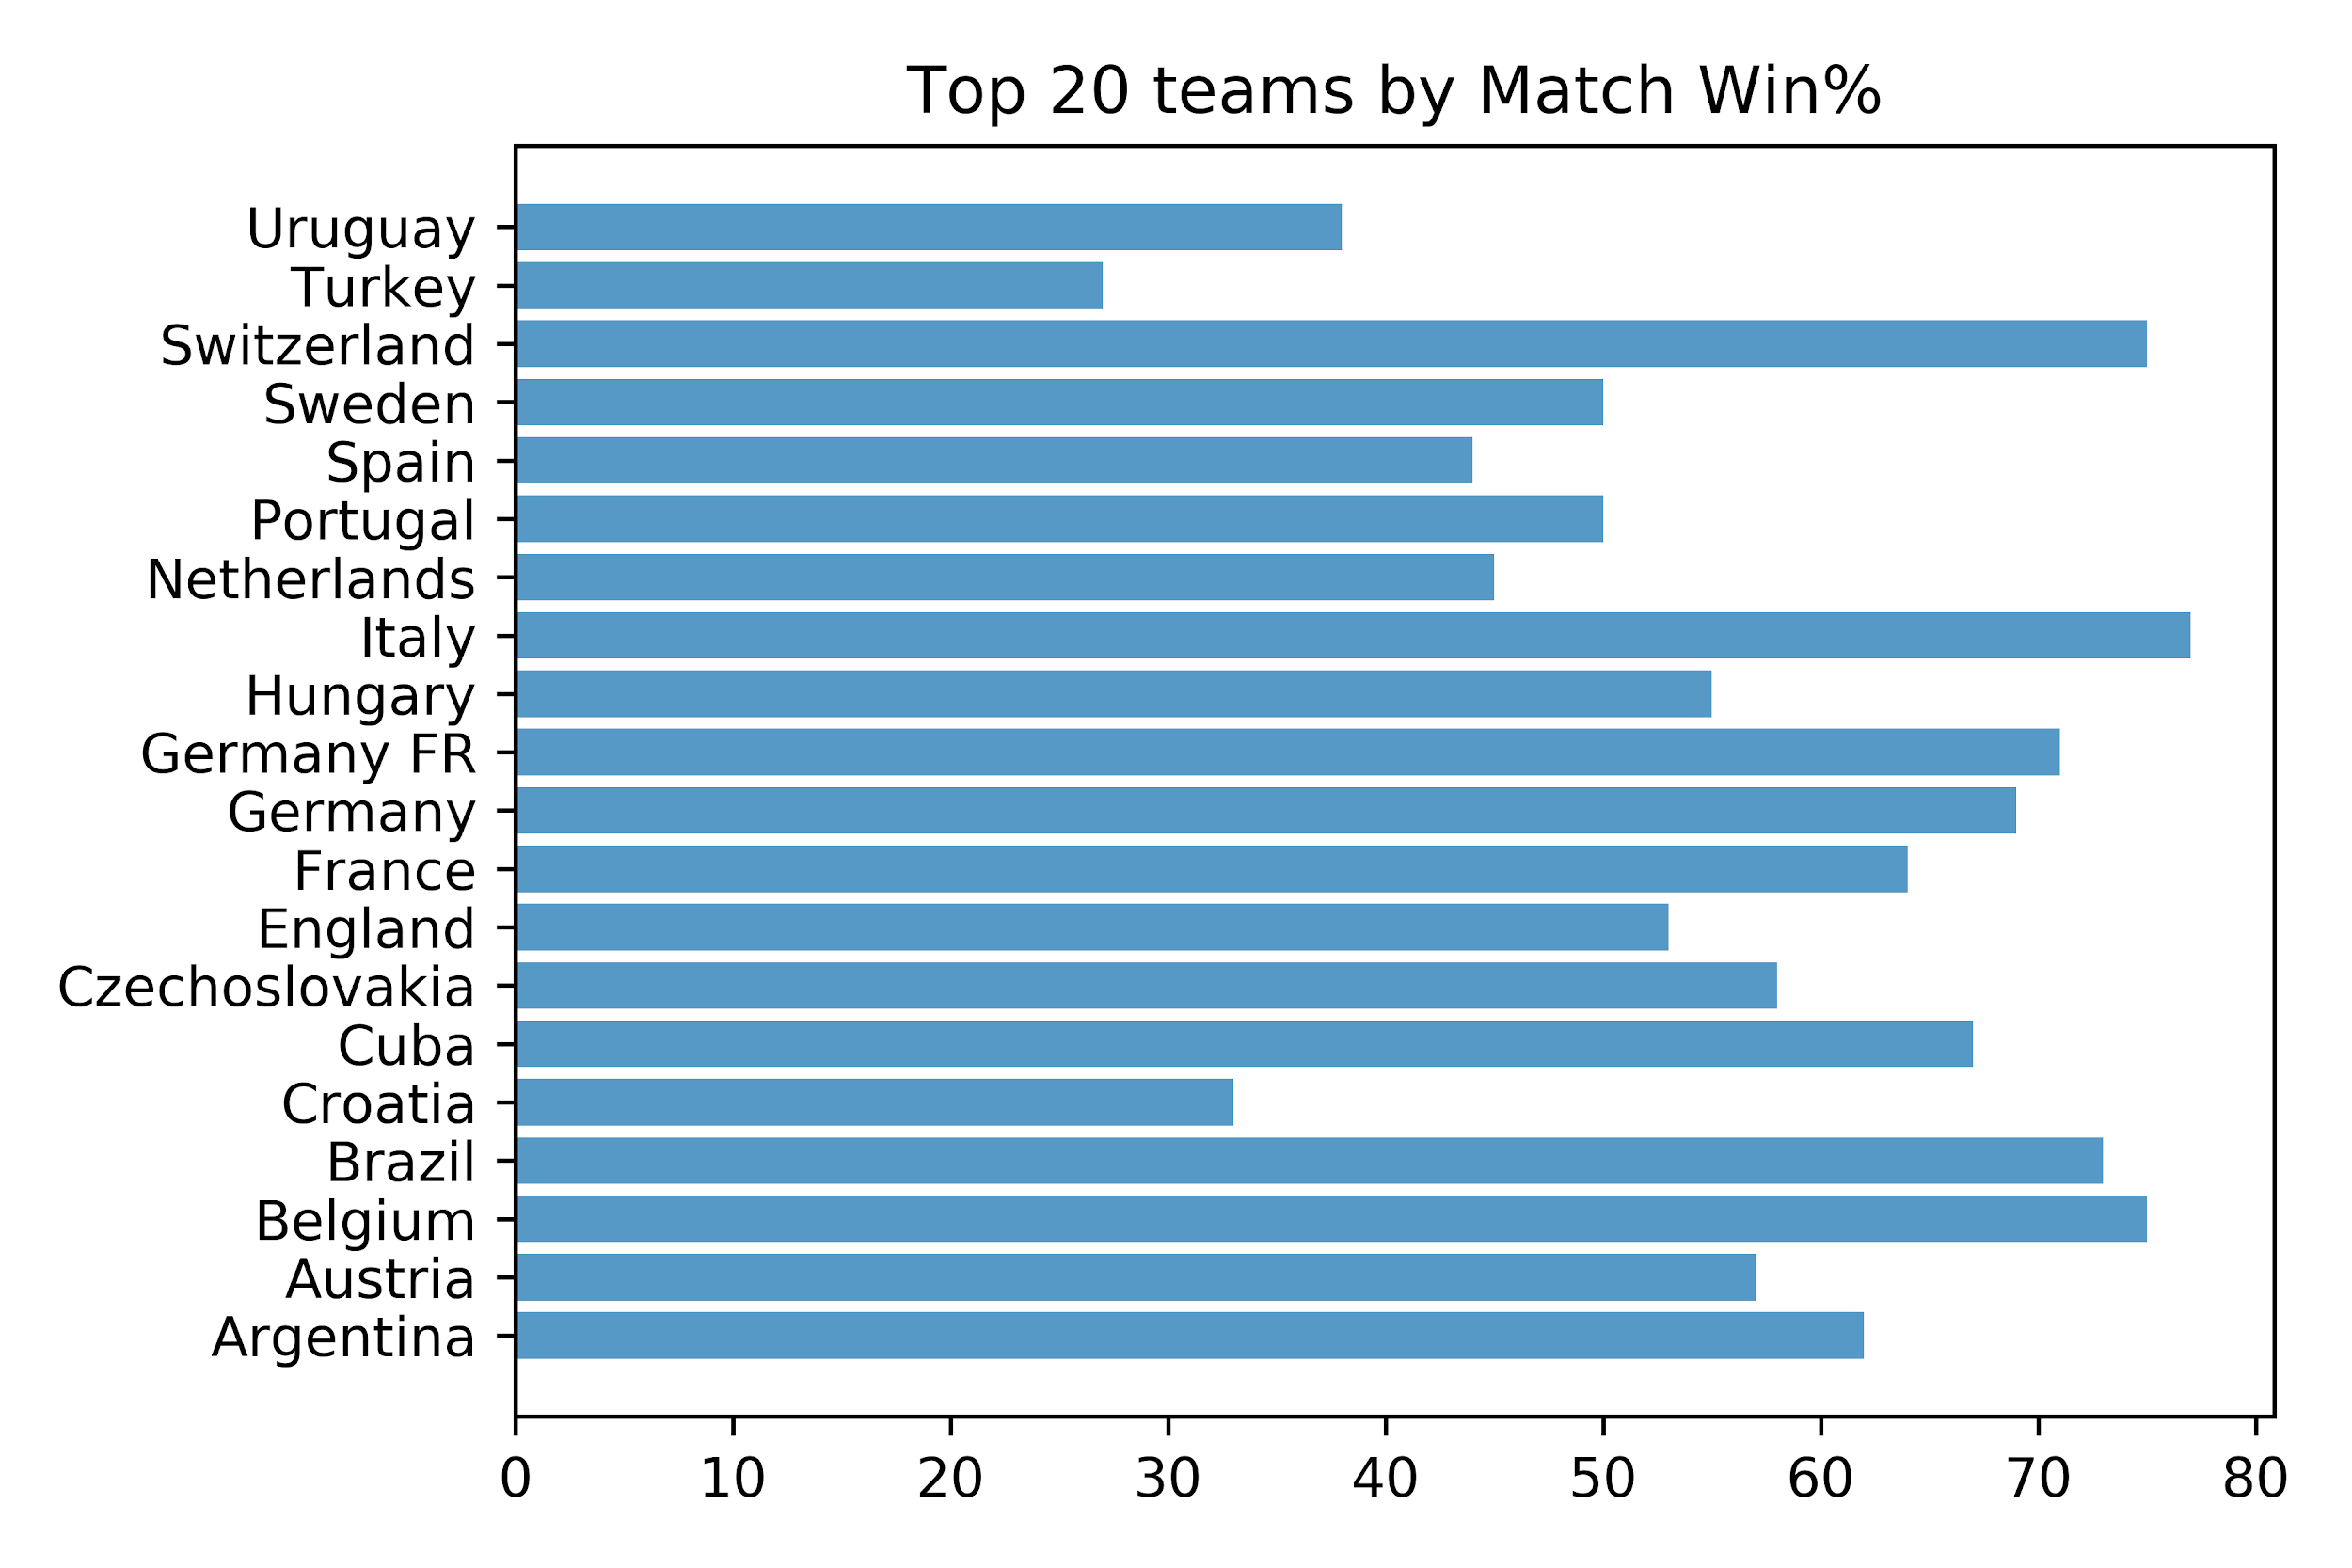 Top 20 teams by Match Win%
Uruguay
Turkey
Switzerland
Sweden
Spain
Portugal
Netherlands
Italy
Hungary
Germany FR
Germany
France
England
Czechoslovakia
Cuba
Croatia
Brazil
Belgium
Austria
Argentina
0 10 20 30 40 50 60 70 80